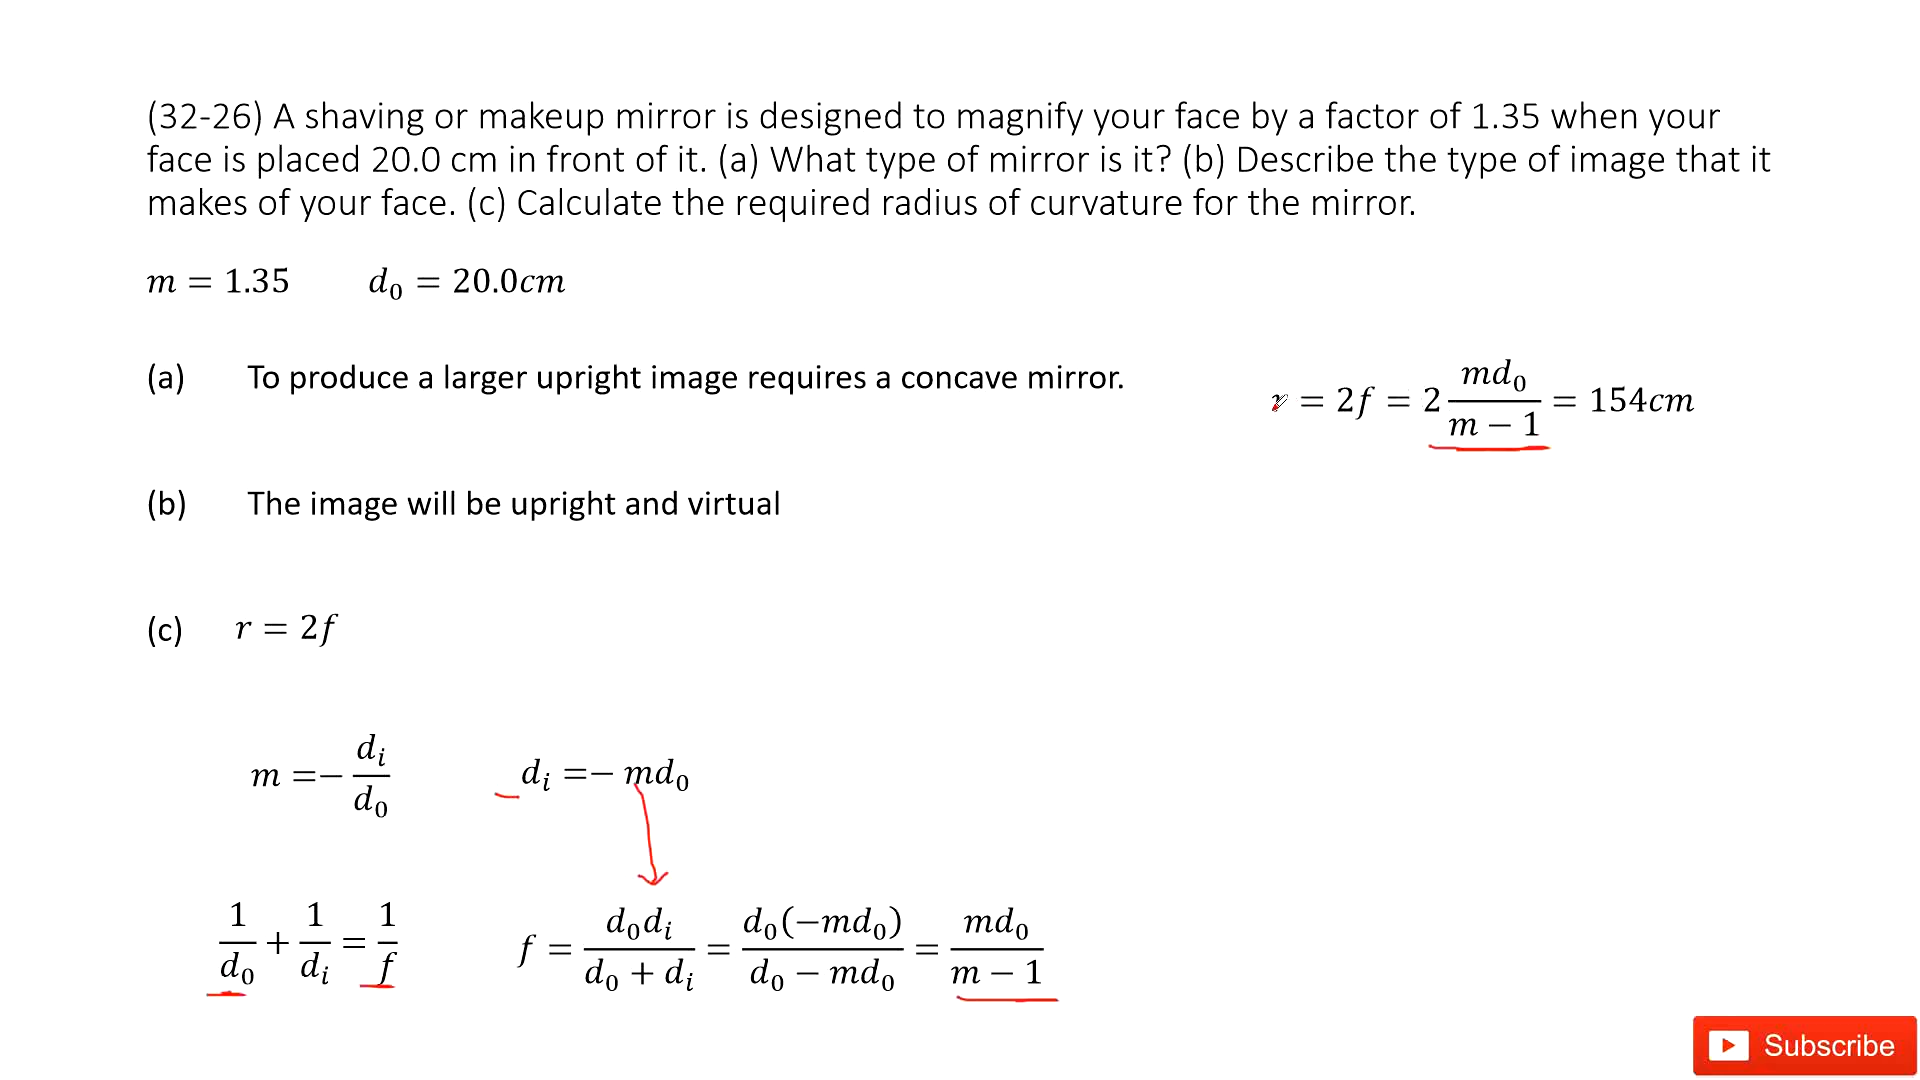 (32-26) A shaving or makeup mirror is designed to magnify your face by a factor of 1.35 when your
face is placed 20.0 cm in front of it. (a) What type of mirror is it? (b) Describe the type of image that it
makes of your face. (c) Calculate the required radius of curvature for the mirror.
m = 1.35 d₀ = 20.0cm
(a) To produce a larger upright image requires a concave mirror.
r = 2f = 2 md₀/(m − 1) = 154cm
(b) The image will be upright and virtual
(c) r = 2f
m =− dᵢ/d₀ dᵢ =− md₀
1/d₀ + 1/dᵢ = 1/f f = d₀dᵢ/(d₀ + dᵢ) = d₀(−md₀)/(d₀ − md₀) = md₀/(m − 1)
Subscribe